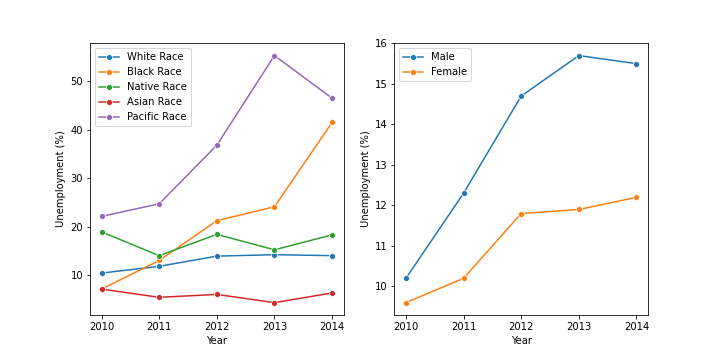 White Race
Black Race
Native Race
Asian Race
Pacific Race
50
40
30
20
10
Unemployment (%)
2010 2011 2012 2013 2014
Year
Male
Female
16
15
14
13
12
11
10
Unemployment (%)
2010 2011 2012 2013 2014
Year